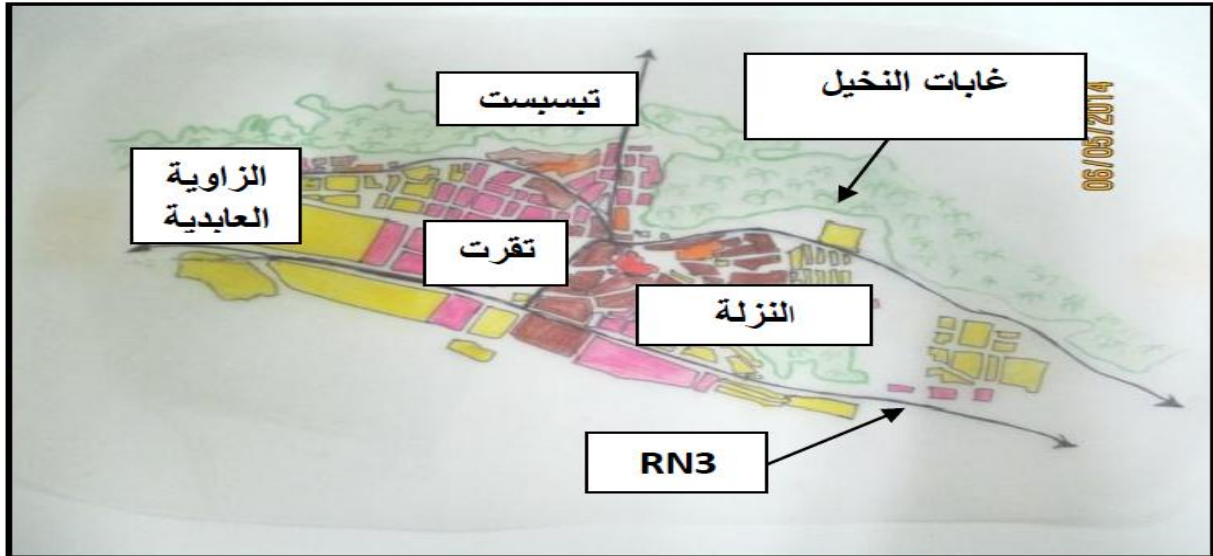 غابات النخيل
تبسبست
06/05/2014
الزاوية
العابدية
تقرت
النزلة
RN3